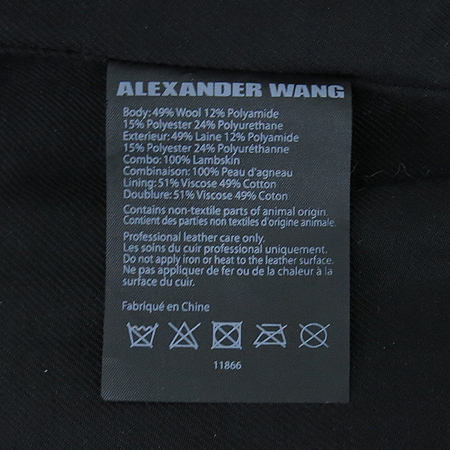 ALEXANDER WANG
Body: 49% Wool 12% Polyamide
15% Polyester 24% Polyurethane
Exterieur: 49% Laine 12% Polyamide
15% Polyester 24% Polyuréthanne
Combo: 100% Lambskin
Combinaison: 100% Peau d'agneau
Lining: 51% Viscose 49% Cotton
Doublure: 51% Viscose 49% Coton
Contains non-textile parts of animal origin.
Contient des parties non textiles d'origine animale.
Professional leather care only.
Les soins du cuir professional uniquement.
Do not apply iron or heat to the leather surface.
Ne pas appliquer de fer ou de la chaleur à la
surface du cuir.
Fabriqué en Chine
11866